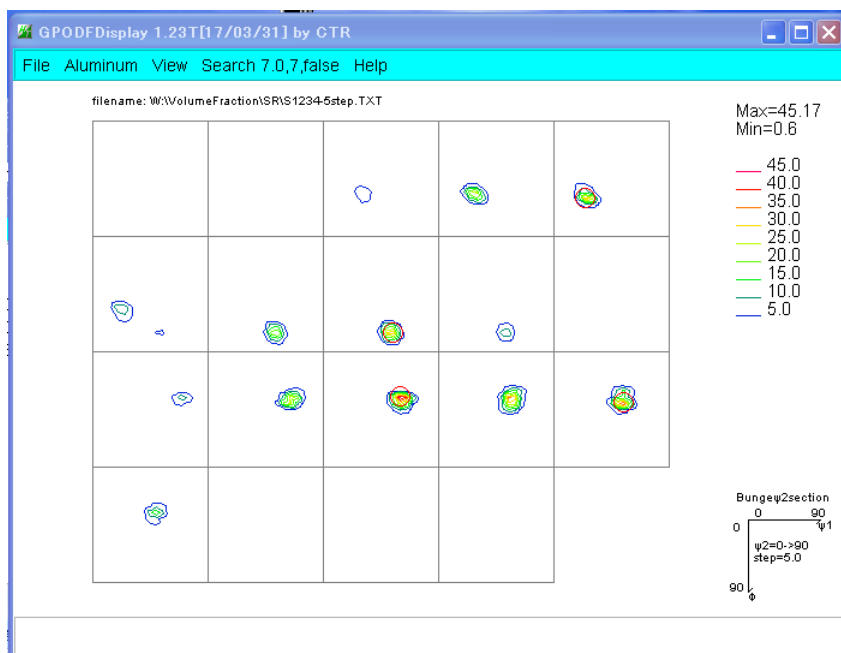 GPODFDisplay 1.23T[17/03/31] by CTR
File Aluminum View Search 7.0,7,false Help
filename: W:\VolumeFraction\SR\S1234-5step.TXT
Max=45.17
Min=0.6
45.0
40.0
35.0
30.0
25.0
20.0
15.0
10.0
5.0
Bungeψ2section
0 90
0 ψ1
ψ2=0->90
step=5.0
90
Φ